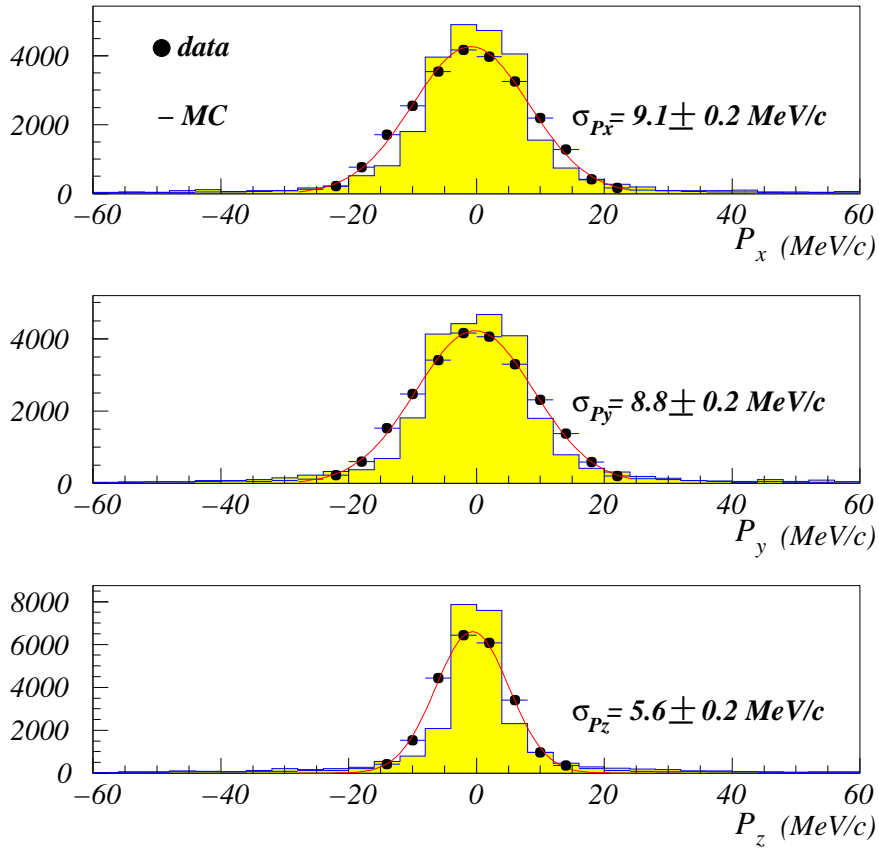 ● data
– MC
σPx= 9.1± 0.2 MeV/c
4000
2000
0
−60 −40 −20 0 20 40 60
Px (MeV/c)
σPy= 8.8± 0.2 MeV/c
4000
2000
0
−60 −40 −20 0 20 40 60
Py (MeV/c)
σPz= 5.6± 0.2 MeV/c
8000
6000
4000
2000
0
−60 −40 −20 0 20 40 60
Pz (MeV/c)